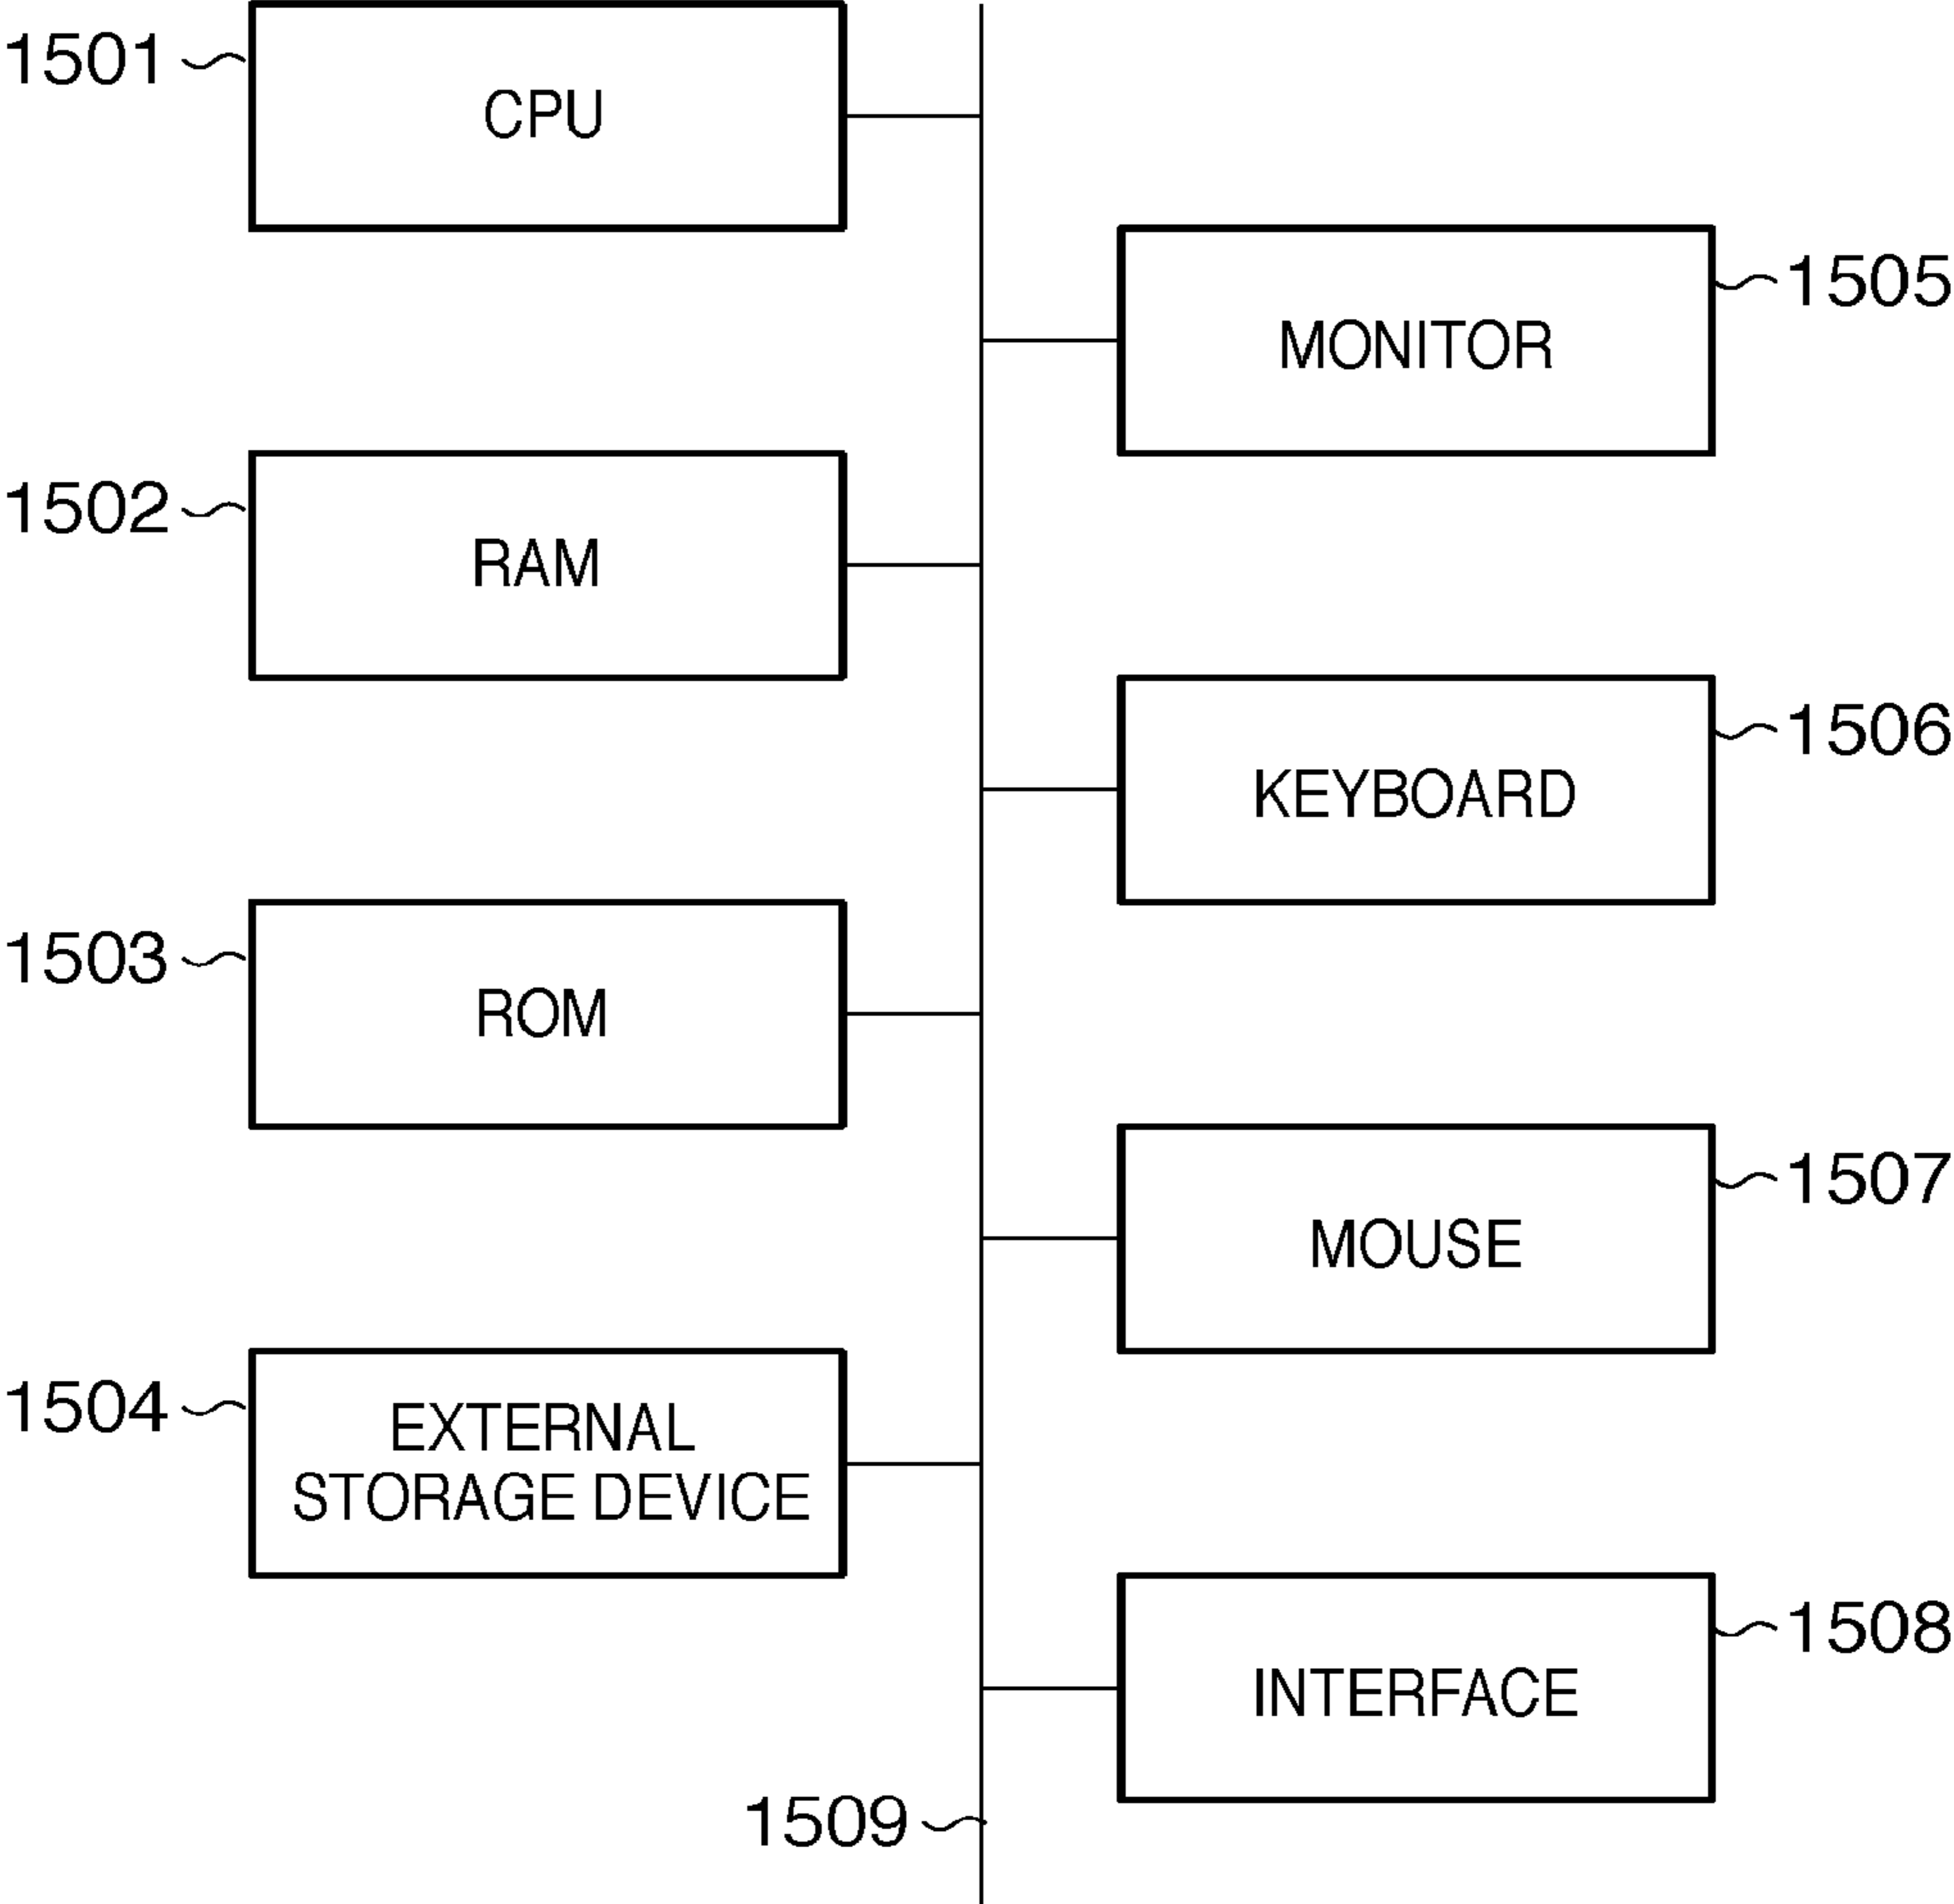 1501
CPU
1505
MONITOR
1502
RAM
1506
KEYBOARD
1503
ROM
1507
MOUSE
1504
EXTERNAL
STORAGE DEVICE
1508
INTERFACE
1509